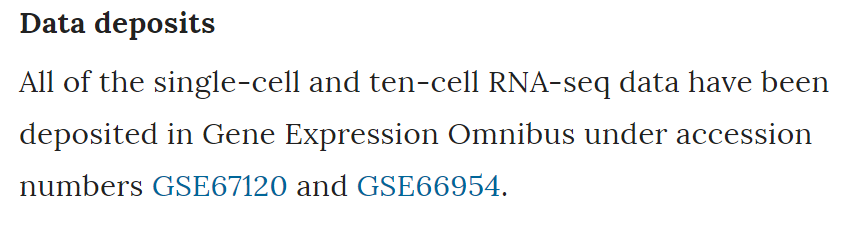 Data deposits
All of the single-cell and ten-cell RNA-seq data have been
deposited in Gene Expression Omnibus under accession
numbers GSE67120 and GSE66954.